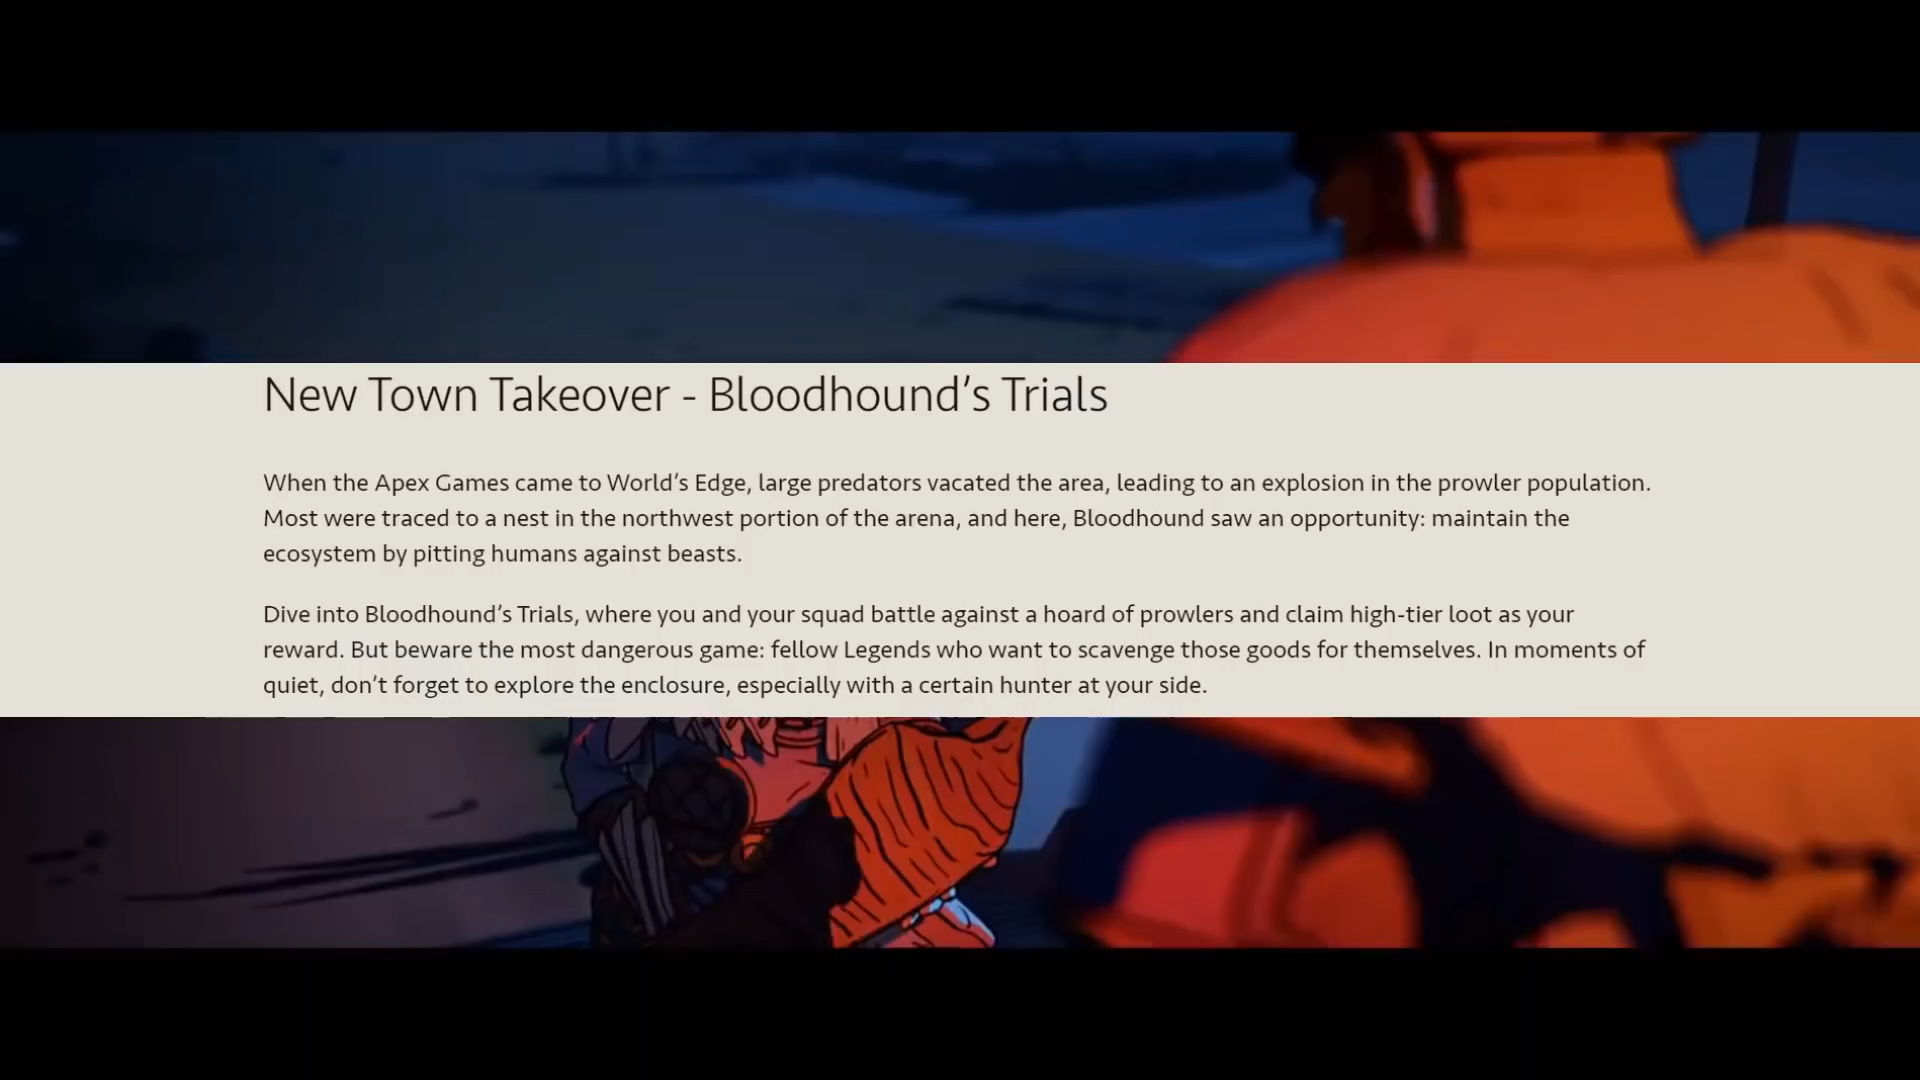 New Town Takeover - Bloodhound’s Trials
When the Apex Games came to World’s Edge, large predators vacated the area, leading to an explosion in the prowler population.
Most were traced to a nest in the northwest portion of the arena, and here, Bloodhound saw an opportunity: maintain the
ecosystem by pitting humans against beasts.
Dive into Bloodhound’s Trials, where you and your squad battle against a hoard of prowlers and claim high-tier loot as your
reward. But beware the most dangerous game: fellow Legends who want to scavenge those goods for themselves. In moments of
quiet, don’t forget to explore the enclosure, especially with a certain hunter at your side.